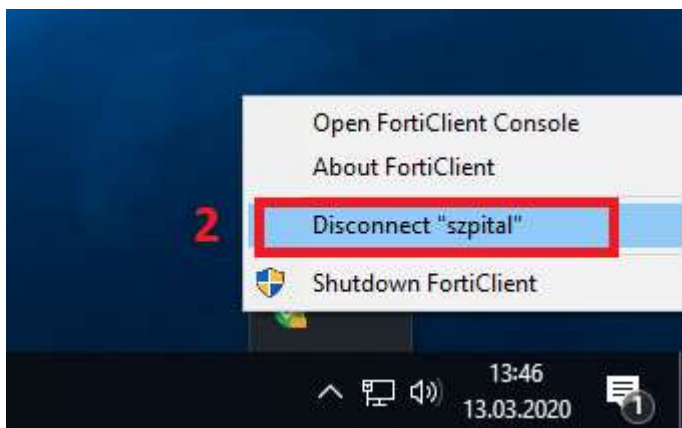 Open FortiClient Console
About FortiClient
2
Disconnect "szpital"
Shutdown FortiClient
13:46
13.03.2020
1